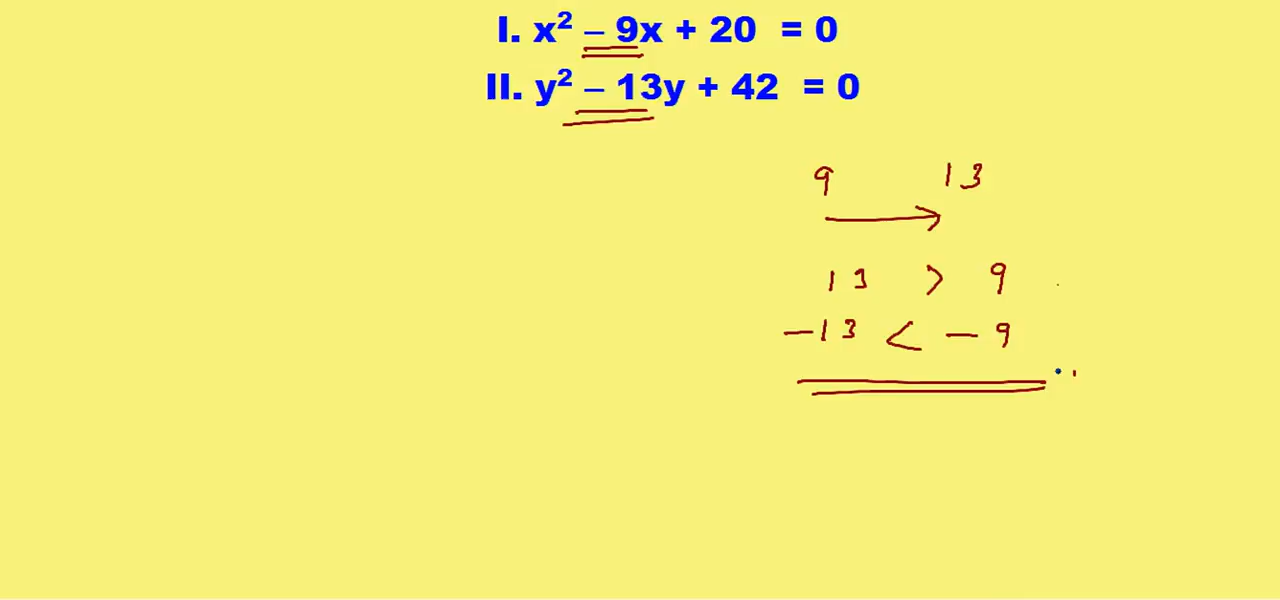 I. x² – 9x + 20 = 0
II. y² – 13y + 42 = 0
9 13
13 > 9
–13 < – 9